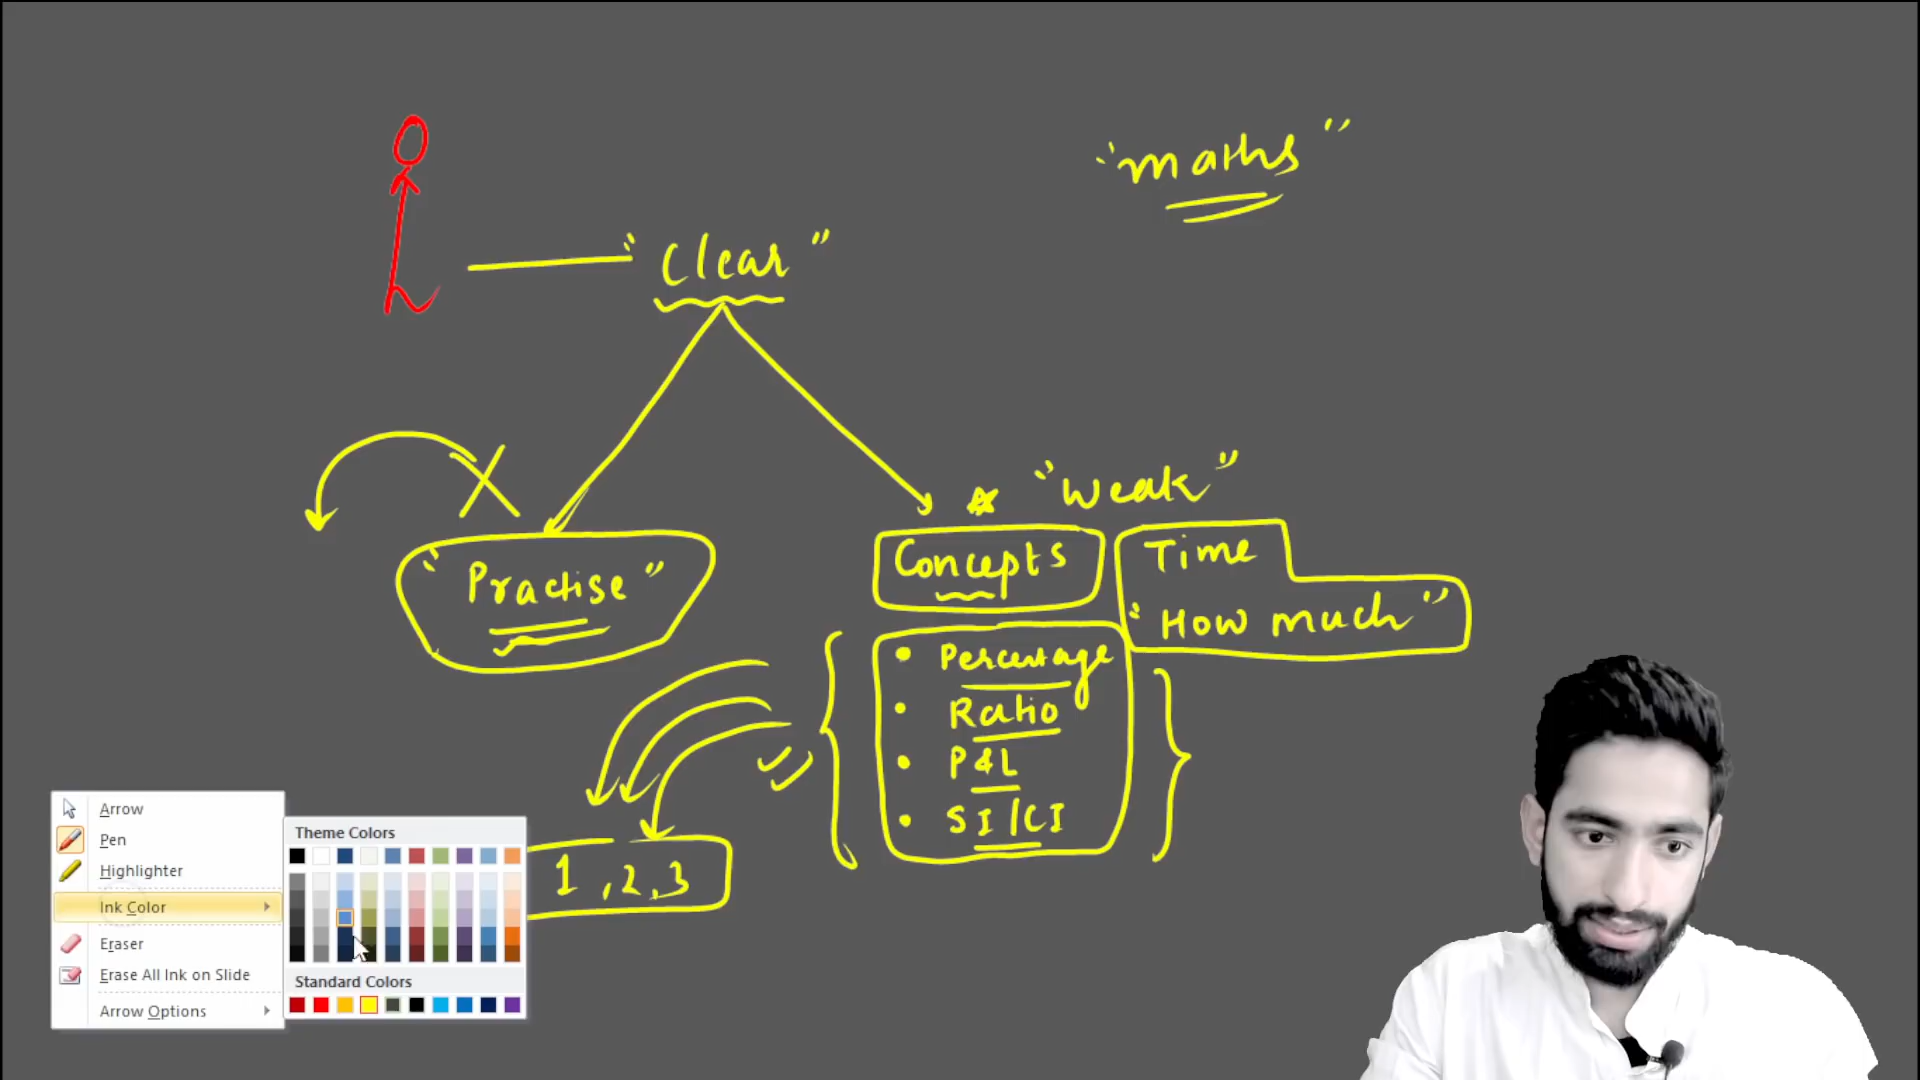 "maths"
"Clear"
"Weak"
"Practise"
Concepts
Time
"How much"
• Percentage
• Ratio
• P&L
• SI/CI
1, 2, 3
Arrow
Pen
Highlighter
Ink Color
Eraser
Erase All Ink on Slide
Arrow Options
Theme Colors
Standard Colors